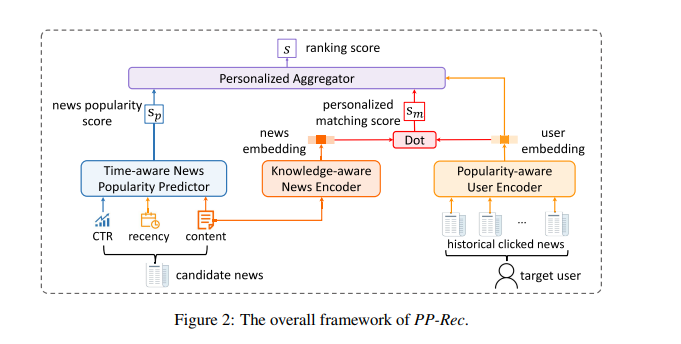 S ranking score
Personalized Aggregator
news popularity
score
Sp
personalized
matching score
Sm
news
embedding
Dot
user
embedding
Time-aware News
Popularity Predictor
Knowledge-aware
News Encoder
Popularity-aware
User Encoder
CTR recency content
...
historical clicked news
candidate news
target user
Figure 2: The overall framework of PP-Rec.